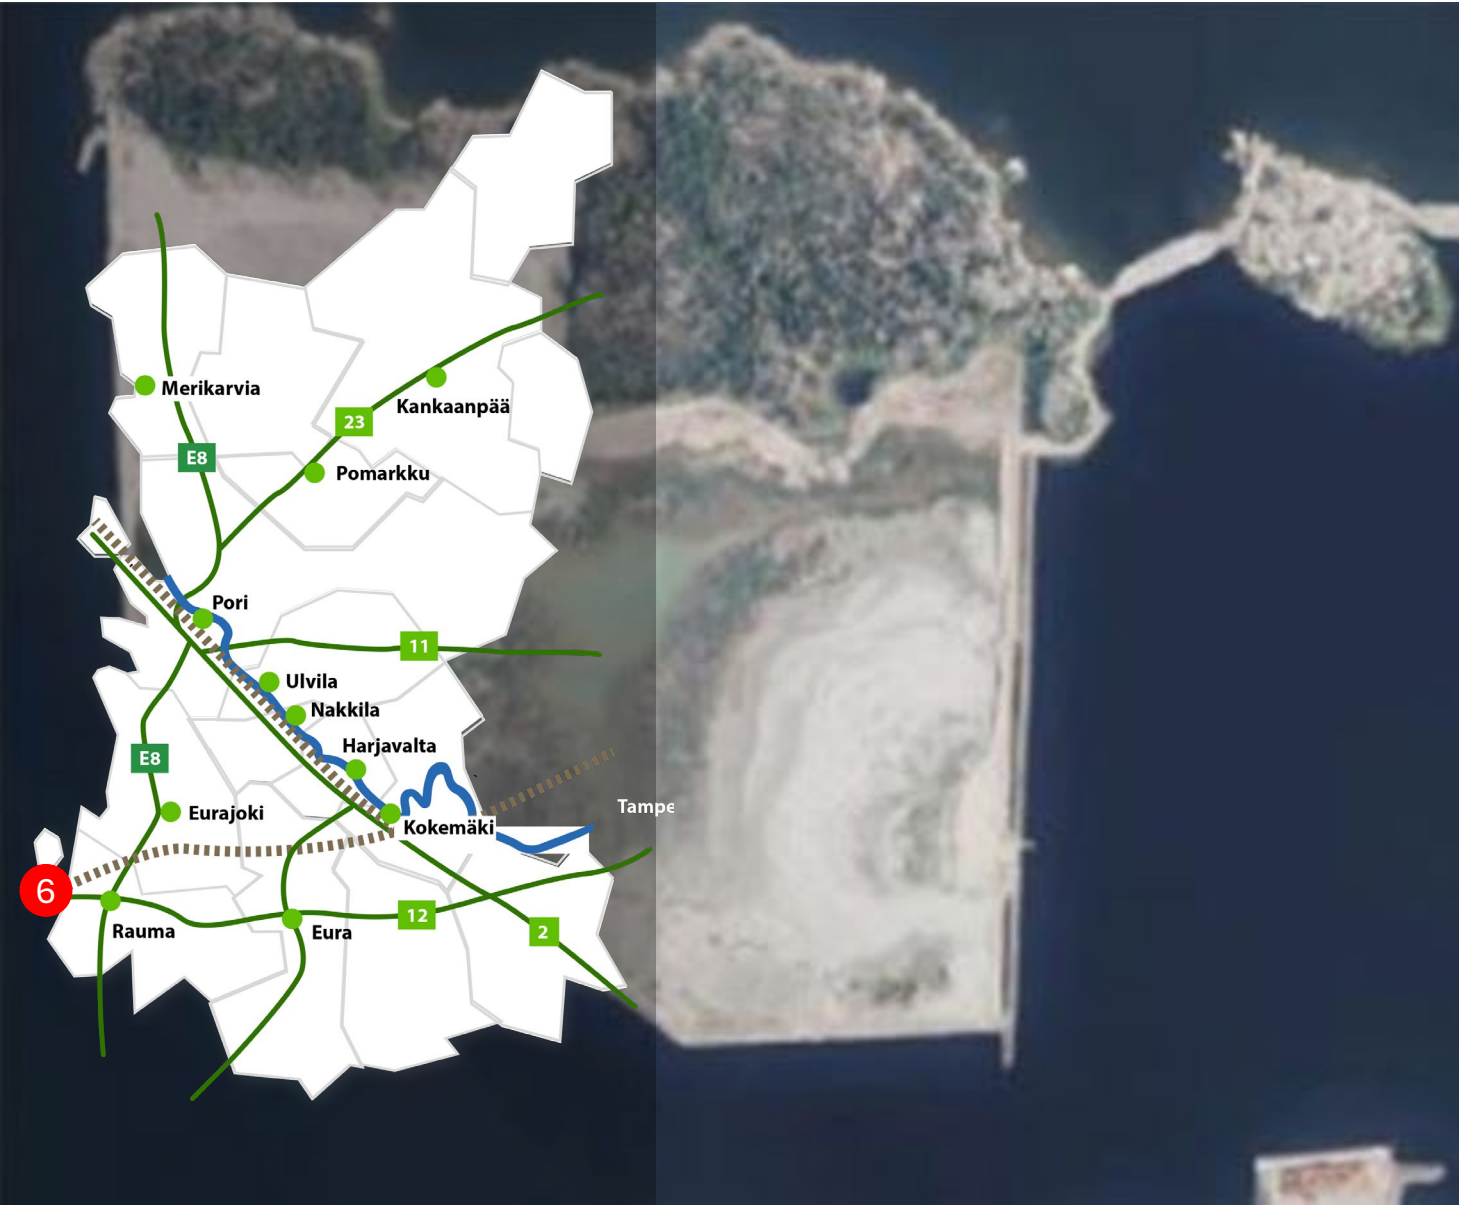 Merikarvia
Kankaanpää
23
E8
Pomarkku
Pori
11
Ulvila
Nakkila
Harjavalta
E8
Tampe
Eurajoki
Kokemäki
6
12
Rauma
Eura
2